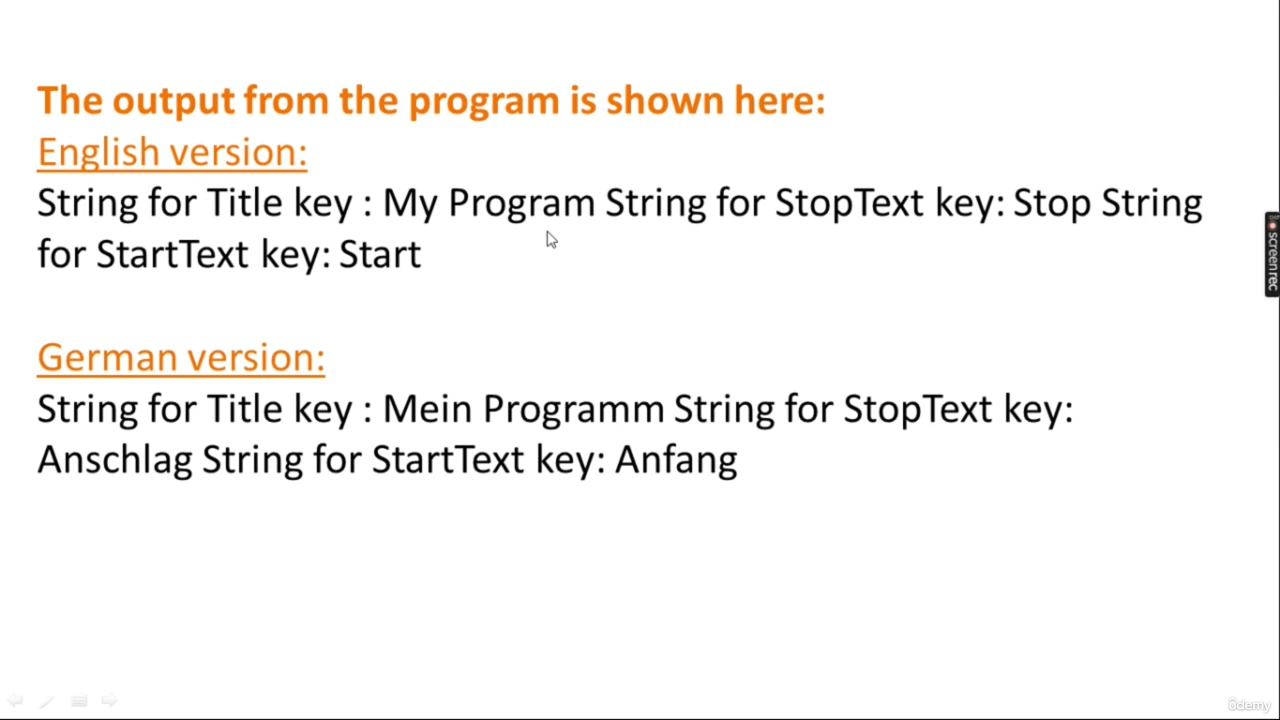 The output from the program is shown here:
English version:
String for Title key : My Program String for StopText key: Stop String
for StartText key: Start
German version:
String for Title key : Mein Programm String for StopText key:
Anschlag String for StartText key: Anfang
screenrec
ûdemy